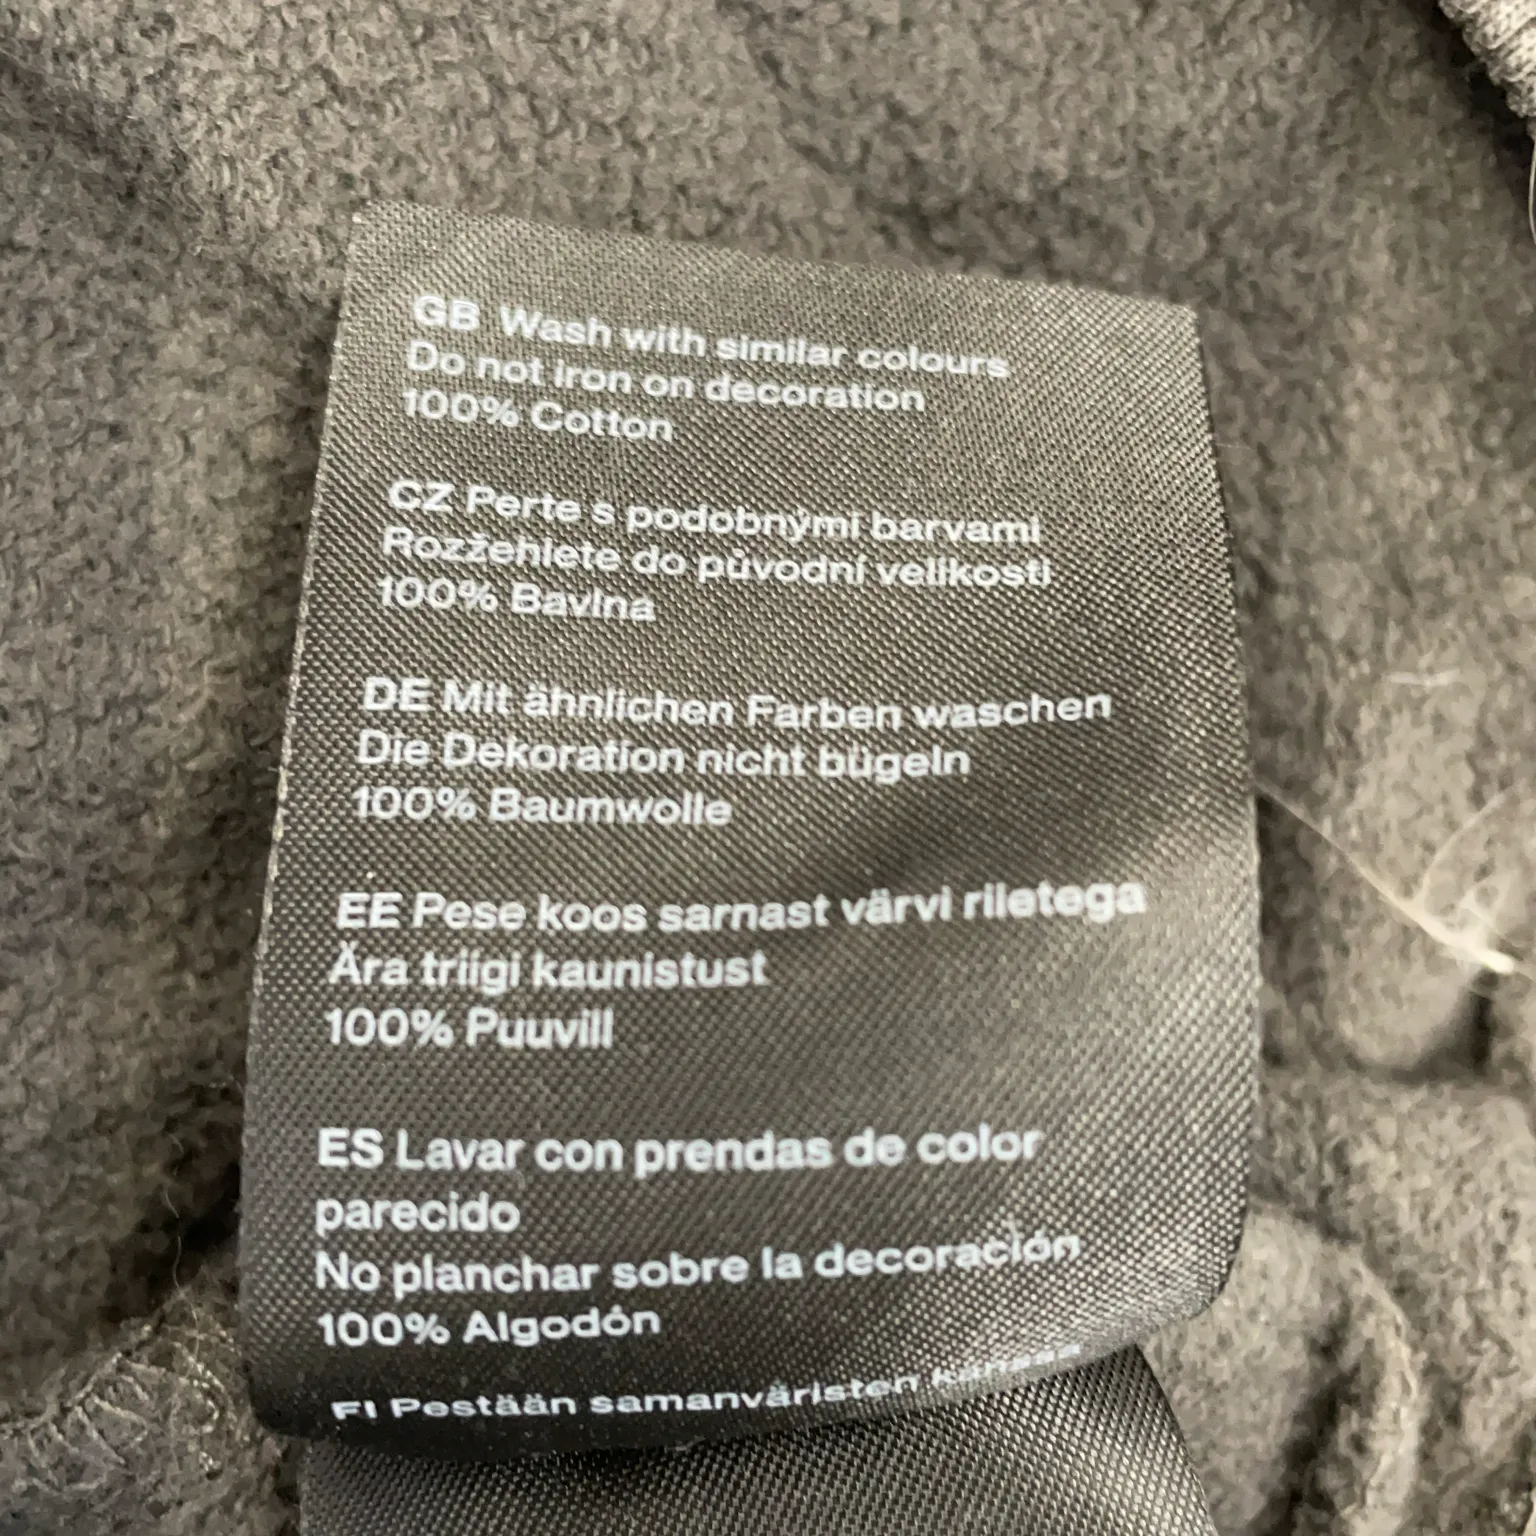 GB Wash with similar colours
Do not iron on decoration
100% Cotton
CZ Perte s podobnými barvami
Rozžehlete do původní velikosti
100% Bavlna
DE Mit ähnlichen Farben waschen
Die Dekoration nicht bügeln
100% Baumwolle
EE Pese koos sarnast värvi riietega
Ära triigi kaunistust
100% Puuvill
ES Lavar con prendas de color
parecido
No planchar sobre la decoración
100% Algodón
FI Pestään samanväristen kanssa